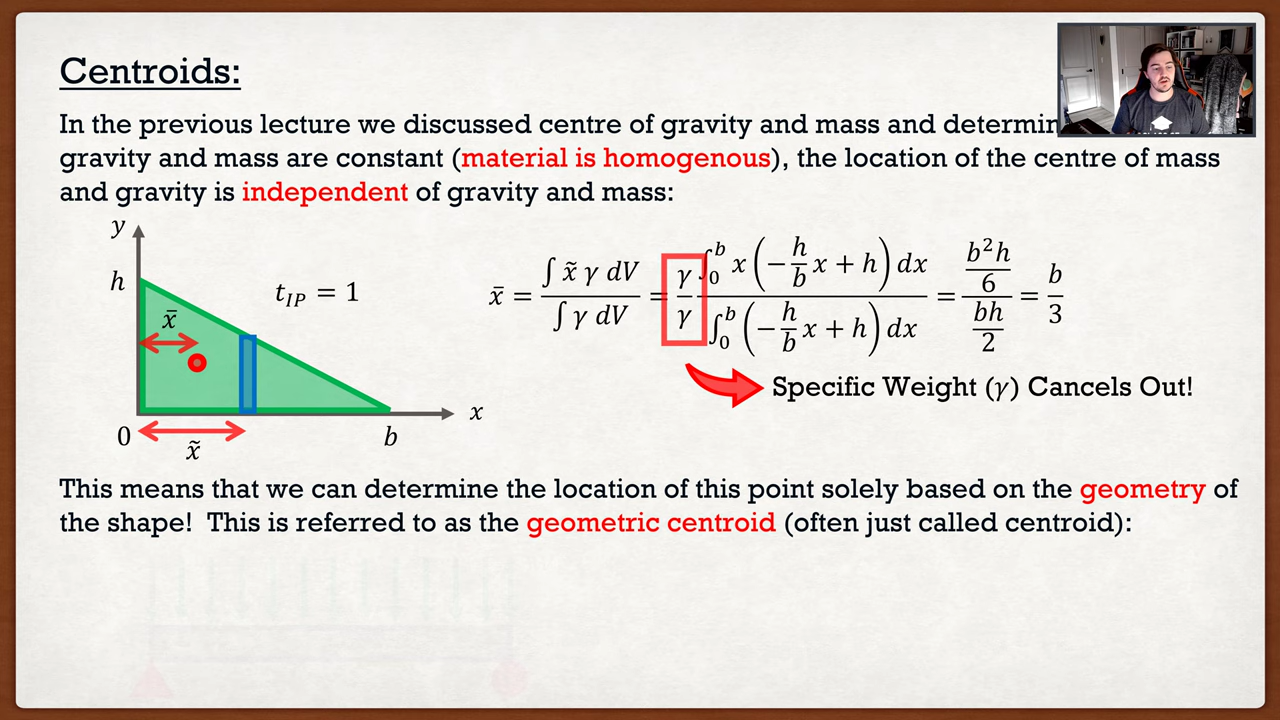 Centroids:
In the previous lecture we discussed centre of gravity and mass and
gravity and mass are constant (material is homogenous), the location of the centre of mass
and gravity is independent of gravity and mass:
y
h
t_IP = 1
x̄
0
x̃
b
x
x̄ = ∫ x̃ γ dV / ∫ γ dV = γ/γ ∫₀ᵇ x(−h/b x + h) dx / ∫₀ᵇ (−h/b x + h) dx = (b²h/6) / (bh/2) = b/3
Specific Weight (γ) Cancels Out!
This means that we can determine the location of this point solely based on the geometry of
the shape! This is referred to as the geometric centroid (often just called centroid):